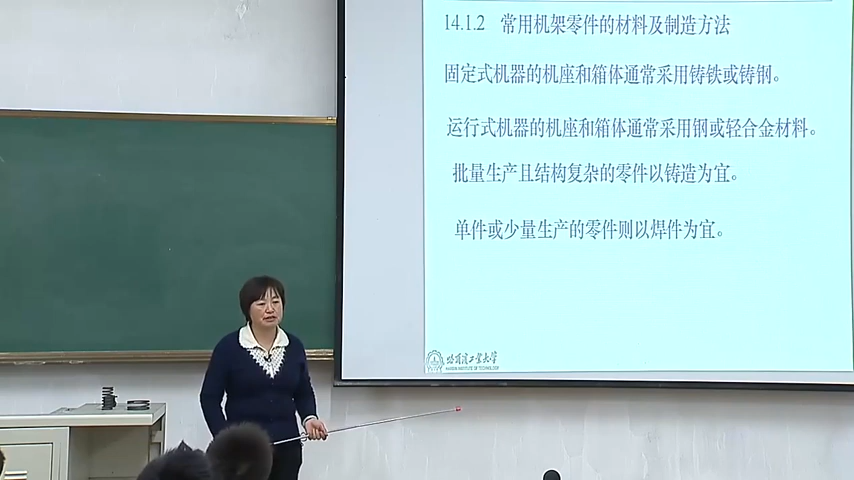 14.1.2 常用机架零件的材料及制造方法
固定式机器的机座和箱体通常采用铸铁或铸钢。
运行式机器的机座和箱体通常采用钢或轻合金材料。
批量生产且结构复杂的零件以铸造为宜。
单件或少量生产的零件则以焊件为宜。
哈尔滨工业大学
HARBIN INSTITUTE OF TECHNOLOGY